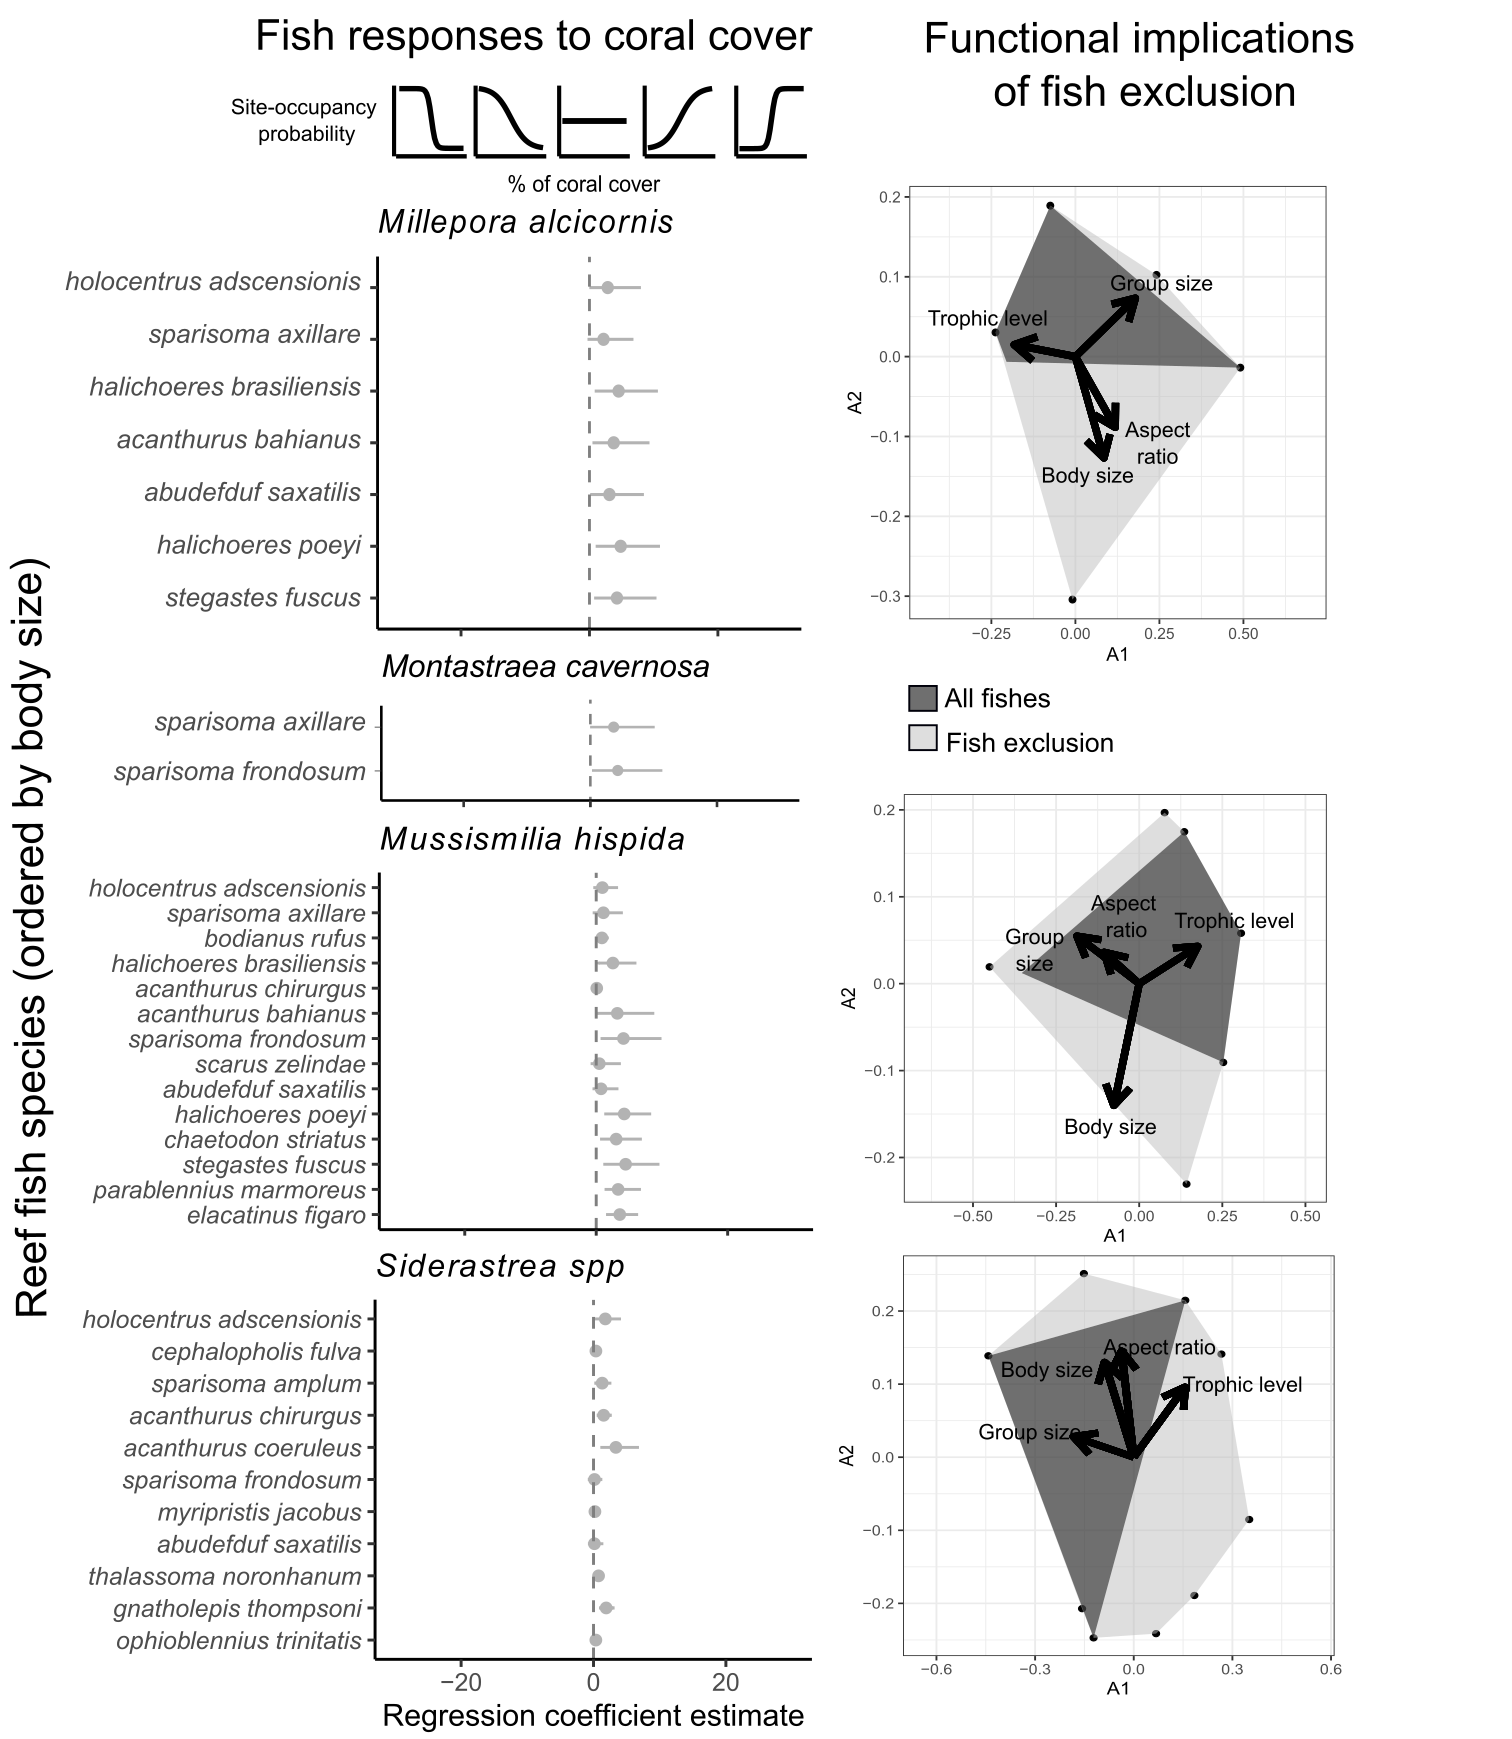 Fish responses to coral cover
Site-occupancy
probability
% of coral cover
Reef fish species (ordered by body size)
Millepora alcicornis
holocentrus adscensionis
sparisoma axillare
halichoeres brasiliensis
acanthurus bahianus
abudefduf saxatilis
halichoeres poeyi
stegastes fuscus
Montastraea cavernosa
sparisoma axillare
sparisoma frondosum
Mussismilia hispida
holocentrus adscensionis
sparisoma axillare
bodianus rufus
halichoeres brasiliensis
acanthurus chirurgus
acanthurus bahianus
sparisoma frondosum
scarus zelindae
abudefduf saxatilis
halichoeres poeyi
chaetodon striatus
stegastes fuscus
parablennius marmoreus
elacatinus figaro
Siderastrea spp
holocentrus adscensionis
cephalopholis fulva
sparisoma amplum
acanthurus chirurgus
acanthurus coeruleus
sparisoma frondosum
myripristis jacobus
abudefduf saxatilis
thalassoma noronhanum
gnatholepis thompsoni
ophioblennius trinitatis
−20 0 20
Regression coefficient estimate
Functional implications
of fish exclusion
0.2
0.1
0.0
−0.1
−0.2
−0.3
A2
Group size
Trophic level
Aspect
ratio
Body size
−0.25 0.00 0.25 0.50
A1
All fishes
Fish exclusion
0.2
0.1
0.0
−0.1
−0.2
A2
Aspect
ratio
Trophic level
Group
size
Body size
−0.50 −0.25 0.00 0.25 0.50
A1
0.2
0.1
0.0
−0.1
−0.2
A2
Aspect ratio
Body size
Trophic level
Group size
−0.6 −0.3 0.0 0.3 0.6
A1